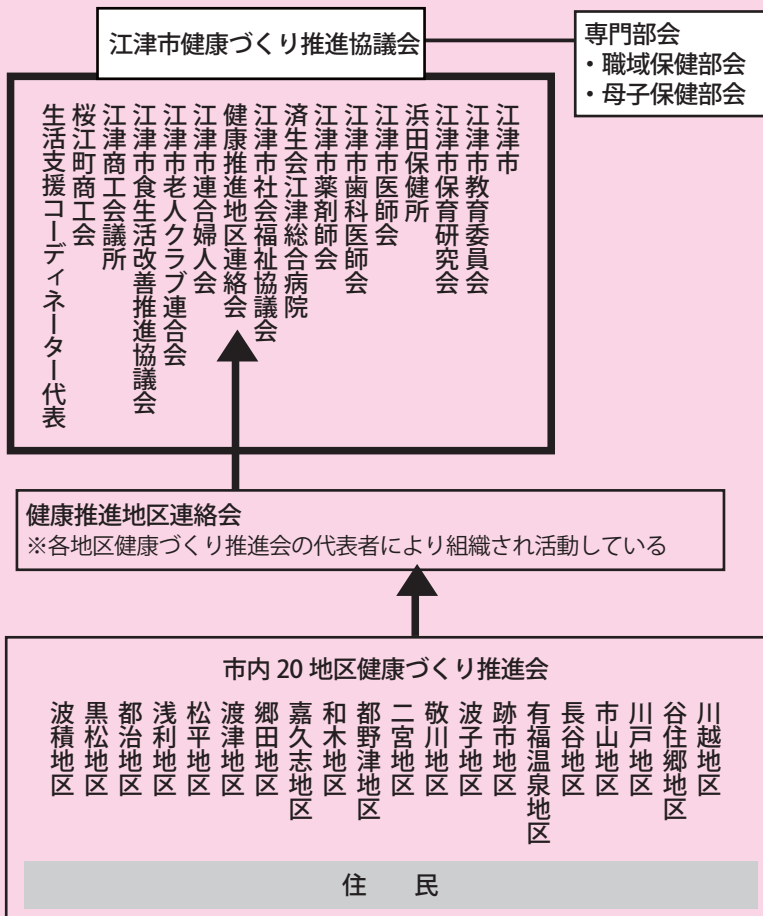 江津市健康づくり推進協議会
専門部会
・職域保健部会
・母子保健部会
江津市
江津市教育委員会
江津市保育研究会
浜田保健所
江津市医師会
江津市歯科医師会
江津市薬剤師会
済生会江津総合病院
江津市社会福祉協議会
健康推進地区連絡会
江津市連合婦人会
江津市老人クラブ連合会
江津市食生活改善推進協議会
江津商工会議所
桜江町商工会
生活支援コーディネーター代表
健康推進地区連絡会
※各地区健康づくり推進会の代表者により組織され活動している
市内 20 地区健康づくり推進会
川越地区
谷住郷地区
川戸地区
市山地区
長谷地区
有福温泉地区
跡市地区
波子地区
敬川地区
二宮地区
都野津地区
和木地区
嘉久志地区
郷田地区
渡津地区
松平地区
浅利地区
都治地区
黒松地区
波積地区
住　民